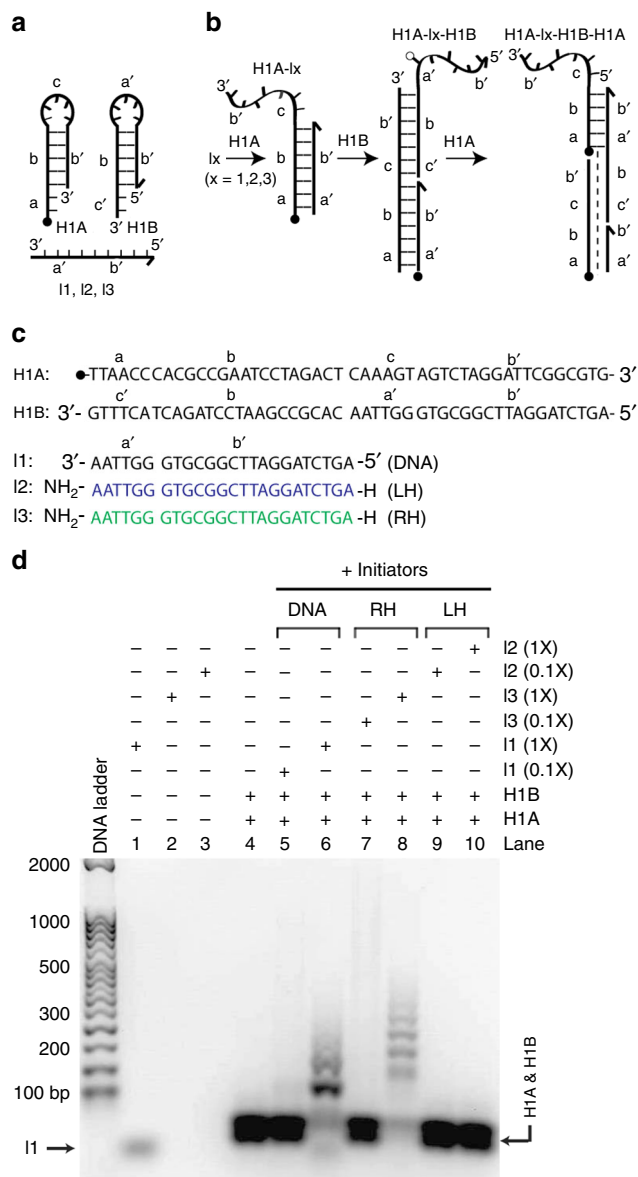 a
c
a′
b
b′
b
b′
3′
5′
a
c′
H1A
3′
H1B
3′
5′
a′
b′
I1, I2, I3
b
H1A-Ix
3′
b′
c
H1A
Ix
(x = 1,2,3)
b
b′
a
a′
H1B
H1A-Ix-H1B
3′
a′
5′
b′
b′
b
c
c′
b
b′
a
a′
H1A
H1A-Ix-H1B-H1A
3′
b′
c
5′
b
b′
a
a′
b′
b
c
c′
b
b′
a
a′
c
a b c b′
H1A: TTAACCCACGCCGAATCCTAGACT CAAAGTAGTCTAGGATTCGGCGTG- 3′
c′ b a′ b′
H1B: 3′- GTTTCATCAGATCCTAAGCCGCAC AATTGGGTGCGGCTTAGGATCTGA- 5′
a′ b′
I1: 3′- AATTGG GTGCGGCTTAGGATCTGA -5′ (DNA)
I2: NH2- AATTGG GTGCGGCTTAGGATCTGA -H (LH)
I3: NH2- AATTGG GTGCGGCTTAGGATCTGA -H (RH)
d
+ Initiators
DNA RH LH
– – – – – – – – – + I2 (1X)
– – + – – – – – + – I2 (0.1X)
– + – – – – – + – – I3 (1X)
– – – – – – + – – – I3 (0.1X)
+ – – – – + – – – – I1 (1X)
– – – – + – – – – – I1 (0.1X)
– – – + + + + + + + H1B
– – – + + + + + + + H1A
DNA ladder
1 2 3 4 5 6 7 8 9 10 Lane
2000
1000
500
300
200
100 bp
I1
H1A & H1B